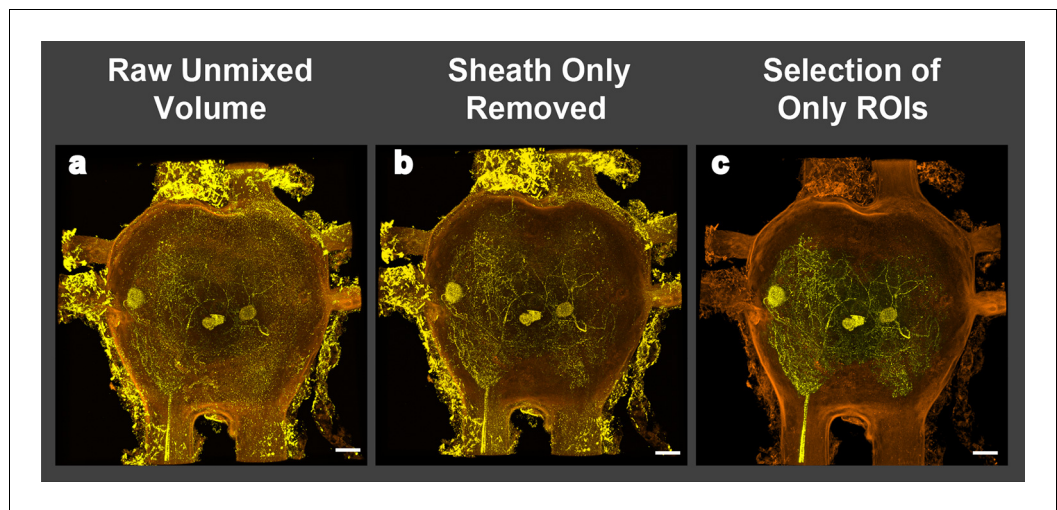 Raw Unmixed
Volume
Sheath Only
Removed
Selection of
Only ROIs
a
b
c